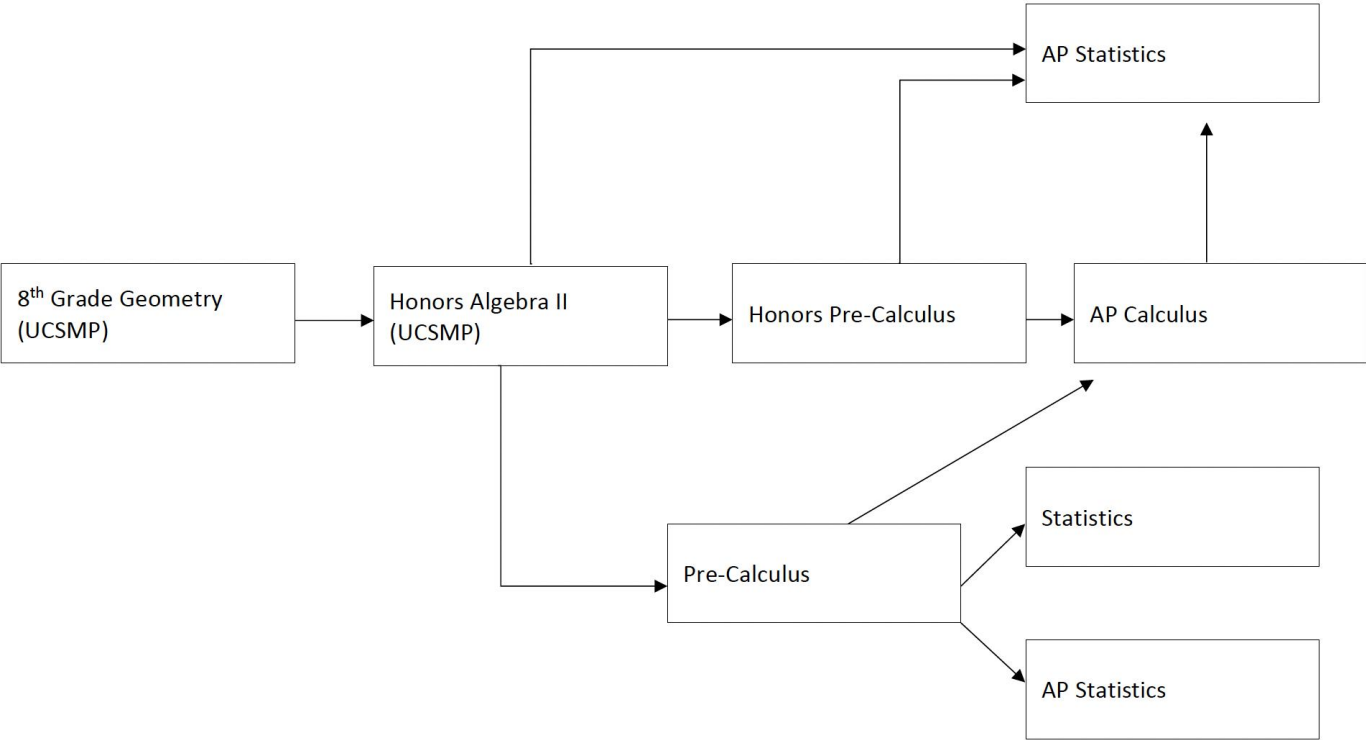 AP Statistics
8th Grade Geometry
(UCSMP)
Honors Algebra II
(UCSMP)
Honors Pre-Calculus
AP Calculus
Statistics
Pre-Calculus
AP Statistics